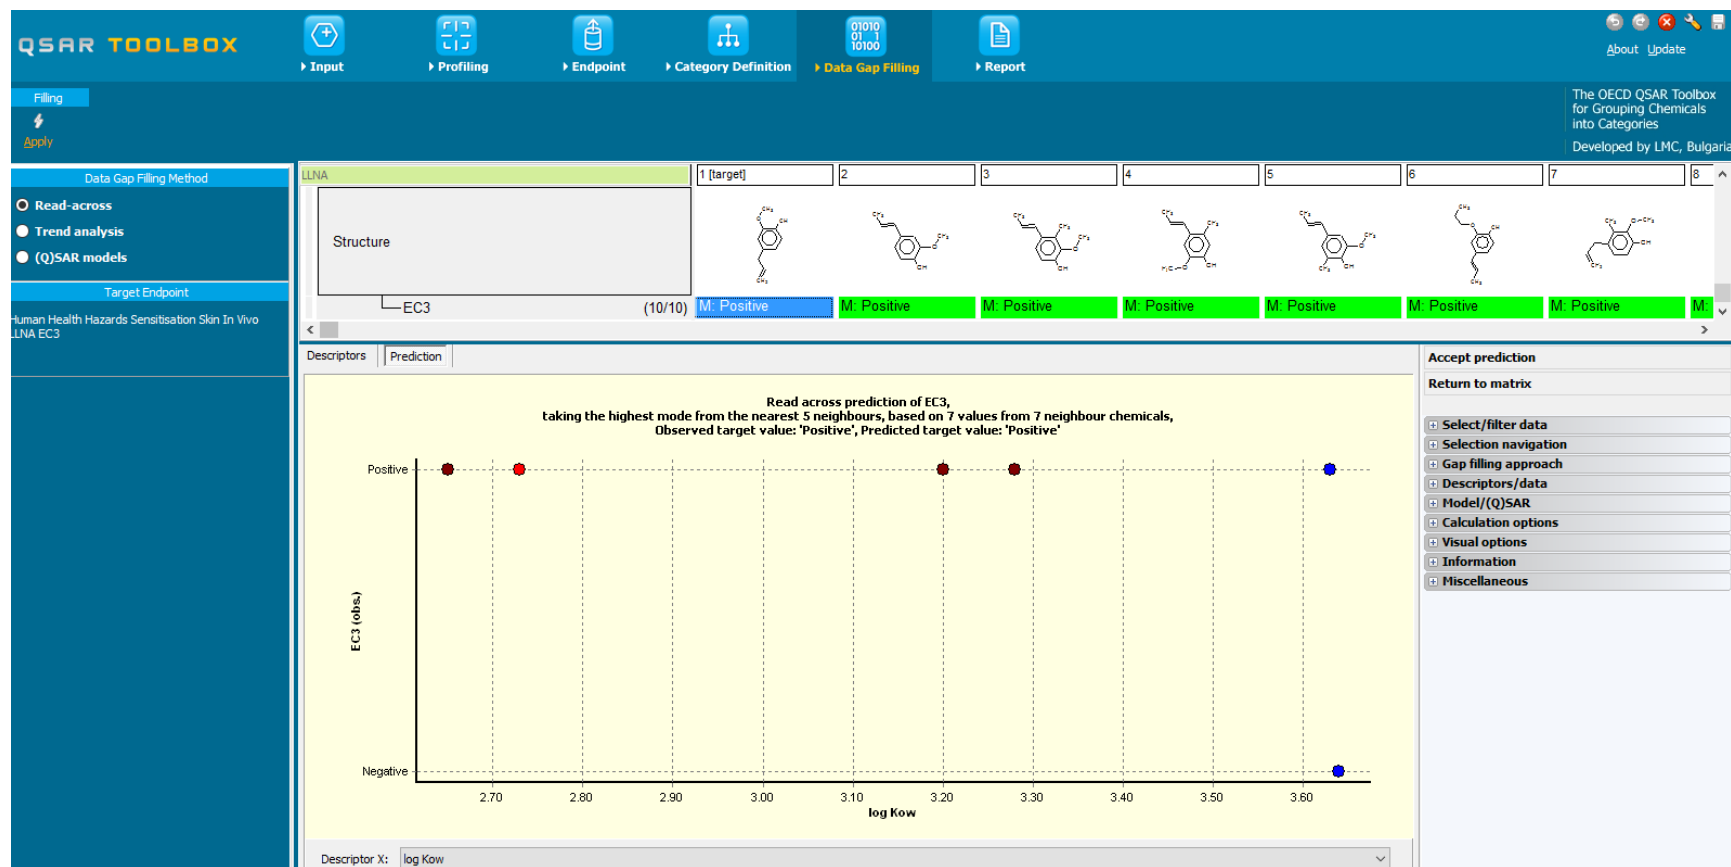 QSAR TOOLBOX
Input
Profiling
Endpoint
Category Definition
01010
01 1
10100
Data Gap Filling
Report
About Update
Filling
Apply
The OECD QSAR Toolbox
for Grouping Chemicals
into Categories
Developed by LMC, Bulgaria
Data Gap Filling Method
Read-across
Trend analysis
(Q)SAR models
Target Endpoint
Human Health Hazards Sensitisation Skin In Vivo
LLNA EC3
LLNA
1 [target] 2 3 4 5 6 7 8
Structure
EC3 (10/10) M: Positive M: Positive M: Positive M: Positive M: Positive M: Positive M: Positive M:
Descriptors Prediction
Read across prediction of EC3,
taking the highest mode from the nearest 5 neighbours, based on 7 values from 7 neighbour chemicals,
Observed target value: 'Positive', Predicted target value: 'Positive'
Positive
EC3 (obs.)
Negative
2.70 2.80 2.90 3.00 3.10 3.20 3.30 3.40 3.50 3.60
log Kow
Descriptor X: log Kow
Accept prediction
Return to matrix
Select/filter data
Selection navigation
Gap filling approach
Descriptors/data
Model/(Q)SAR
Calculation options
Visual options
Information
Miscellaneous